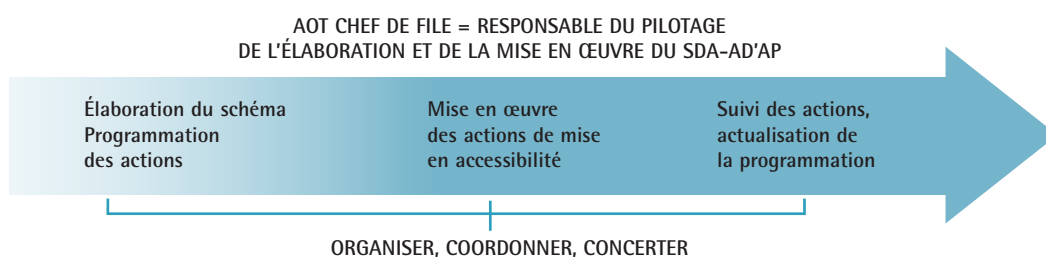 AOT CHEF DE FILE = RESPONSABLE DU PILOTAGE
DE L'ÉLABORATION ET DE LA MISE EN ŒUVRE DU SDA-AD'AP
Élaboration du schéma
Programmation
des actions
Mise en œuvre
des actions de mise
en accessibilité
Suivi des actions,
actualisation de
la programmation
ORGANISER, COORDONNER, CONCERTER